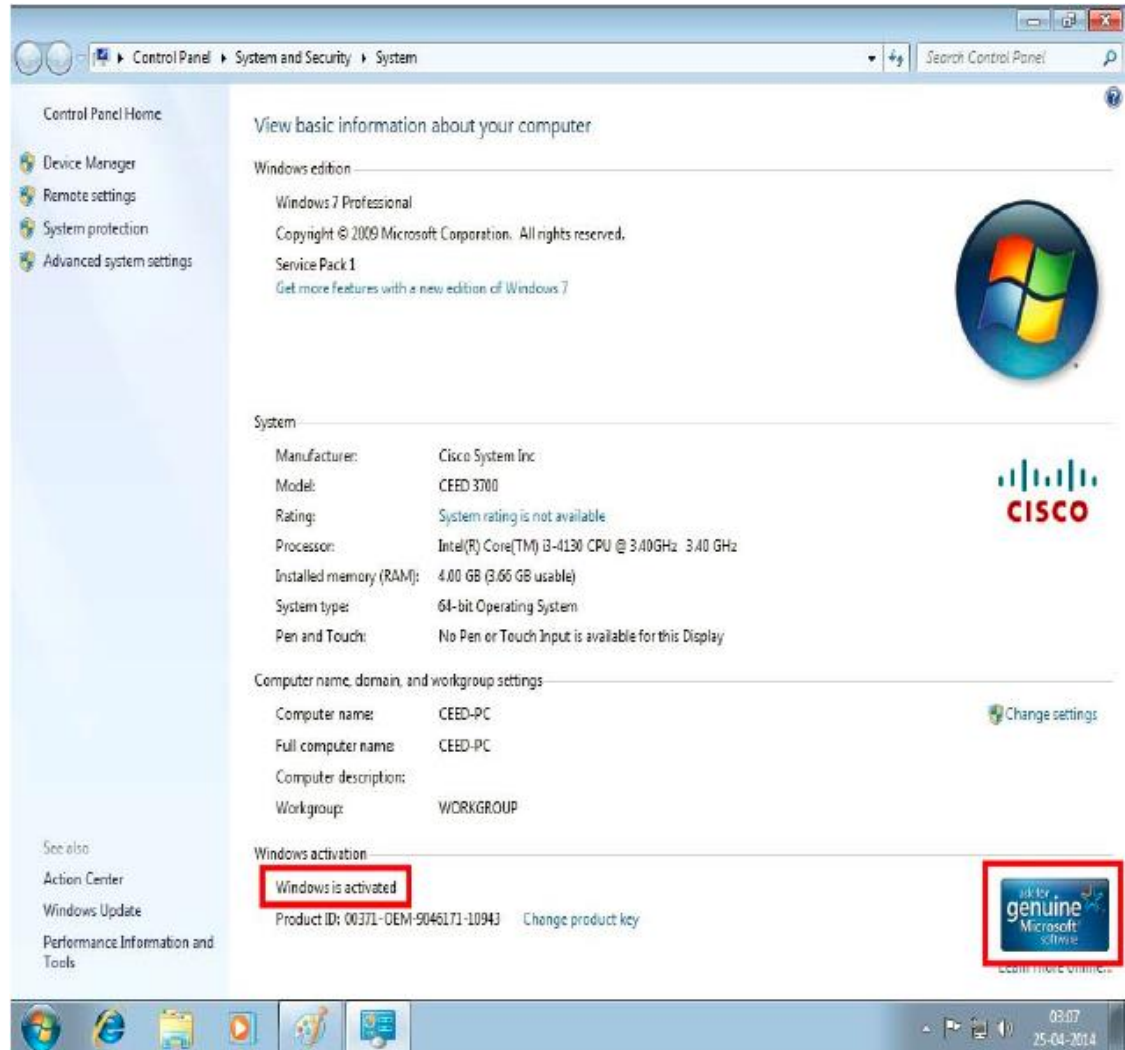 Control Panel ▸ System and Security ▸ System
Search Control Panel
Control Panel Home
Device Manager
Remote settings
System protection
Advanced system settings
View basic information about your computer
Windows edition
Windows 7 Professional
Copyright © 2009 Microsoft Corporation. All rights reserved.
Service Pack 1
Get more features with a new edition of Windows 7
System
Manufacturer: Cisco System Inc
Model: CEED 3700
Rating: System rating is not available
Processor: Intel(R) Core(TM) i3-4130 CPU @ 3.40GHz 3.40 GHz
Installed memory (RAM): 4.00 GB (3.66 GB usable)
System type: 64-bit Operating System
Pen and Touch: No Pen or Touch Input is available for this Display
CISCO
Computer name, domain, and workgroup settings
Computer name: CEED-PC
Change settings
Full computer name: CEED-PC
Computer description:
Workgroup: WORKGROUP
See also
Action Center
Windows Update
Performance Information and
Tools
Windows activation
Windows is activated
Product ID: 00371-OEM-9046171-10943 Change product key
ask for
genuine
Microsoft
software
Learn more online...
03:07
25-04-2014